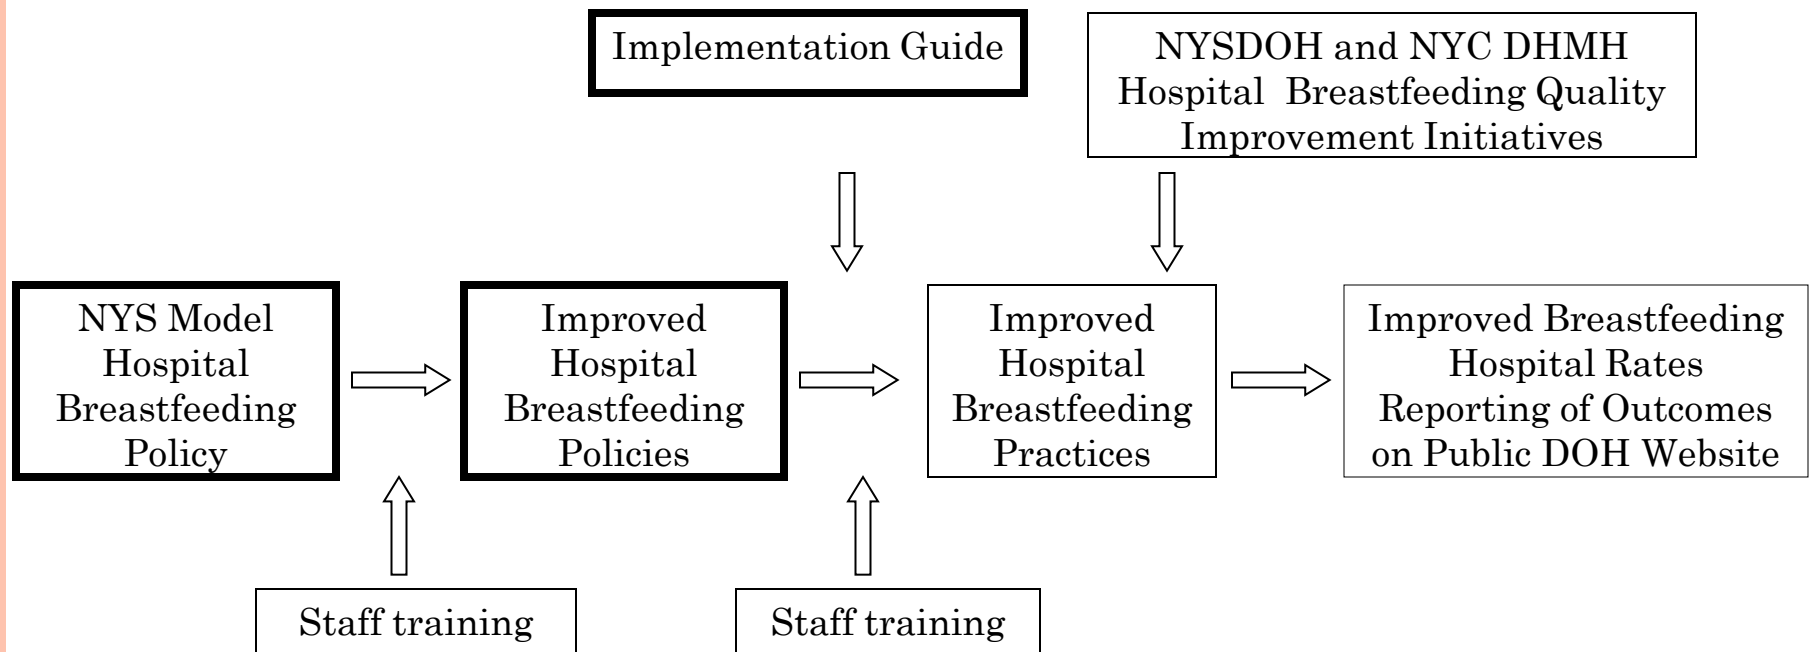 Implementation Guide
NYSDOH and NYC DHMH
Hospital Breastfeeding Quality
Improvement Initiatives
NYS Model
Hospital
Breastfeeding
Policy
Improved
Hospital
Breastfeeding
Policies
Improved
Hospital
Breastfeeding
Practices
Improved Breastfeeding
Hospital Rates
Reporting of Outcomes
on Public DOH Website
Staff training
Staff training